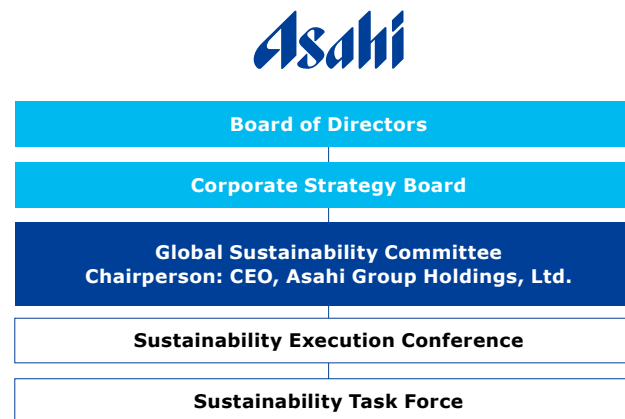 Asahi
Board of Directors
Corporate Strategy Board
Global Sustainability Committee
Chairperson: CEO, Asahi Group Holdings, Ltd.
Sustainability Execution Conference
Sustainability Task Force